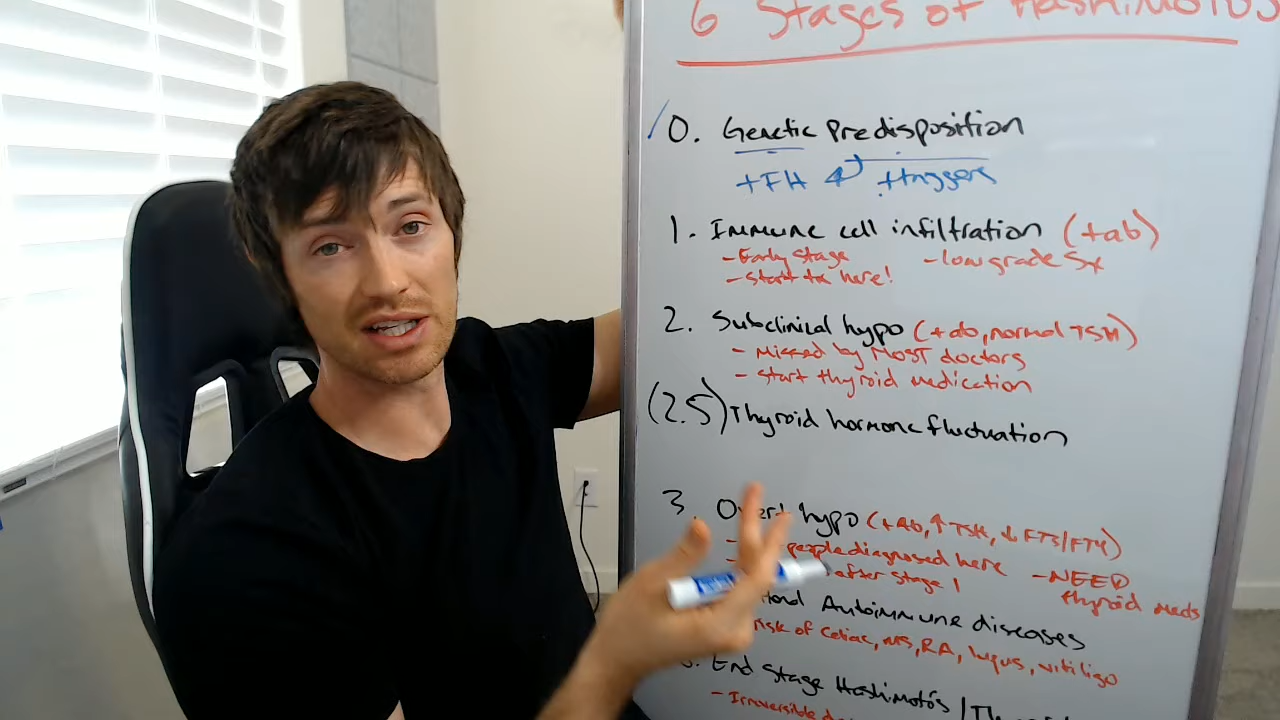 6 Stages of Hashimotos
0. Genetic Predisposition
+FH triggers
1. Immune cell infiltration (+ab)
- Early stage - low grade Sx
- Start tx here!
2. Subclinical hypo (+ab, normal TSH)
- Missed by MOST doctors
- Start thyroid medication
(2.5) Thyroid hormone fluctuation
3. Overt hypo (+Ab, ↑TSH, ↓FT3/FT4)
people diagnosed here - NEED
after stage 1 thyroid meds
Autoimmune diseases
risk of Celiac, MS, RA, lupus, vitiligo
End Stage Hashimoto's /
- Irreversible